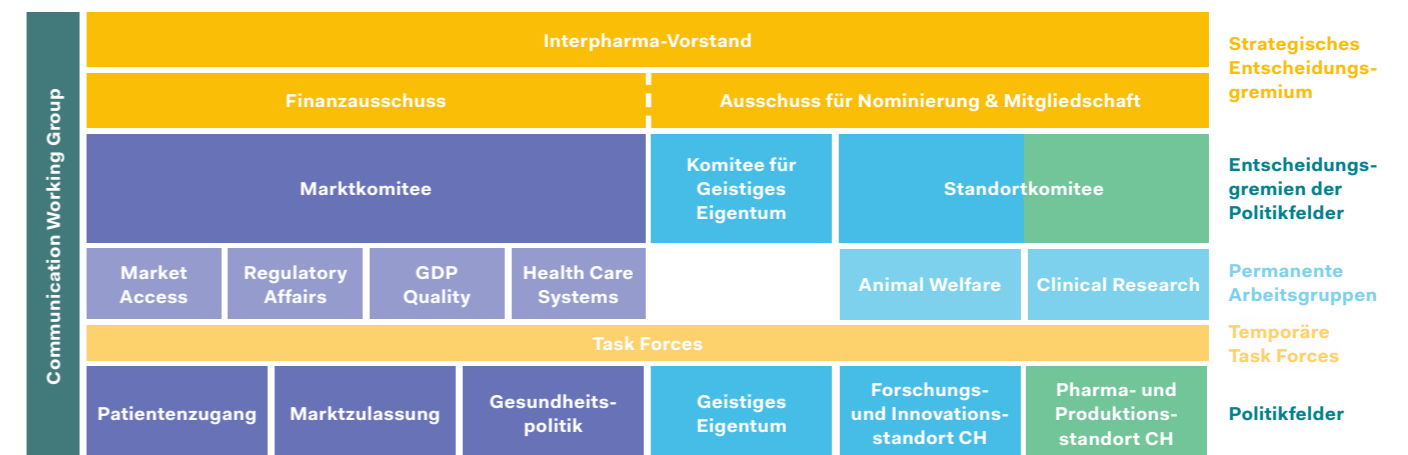 Communication Working Group
Interpharma-Vorstand
Strategisches
Entscheidungs-
gremium
Finanzausschuss
Ausschuss für Nominierung & Mitgliedschaft
Marktkomitee
Komitee für
Geistiges
Eigentum
Standortkomitee
Entscheidungs-
gremien der
Politikfelder
Market
Access
Regulatory
Affairs
GDP
Quality
Health Care
Systems
Animal Welfare
Clinical Research
Permanente
Arbeitsgruppen
Task Forces
Temporäre
Task Forces
Patientenzugang
Marktzulassung
Gesundheits-
politik
Geistiges
Eigentum
Forschungs-
und Innovations-
standort CH
Pharma- und
Produktions-
standort CH
Politikfelder